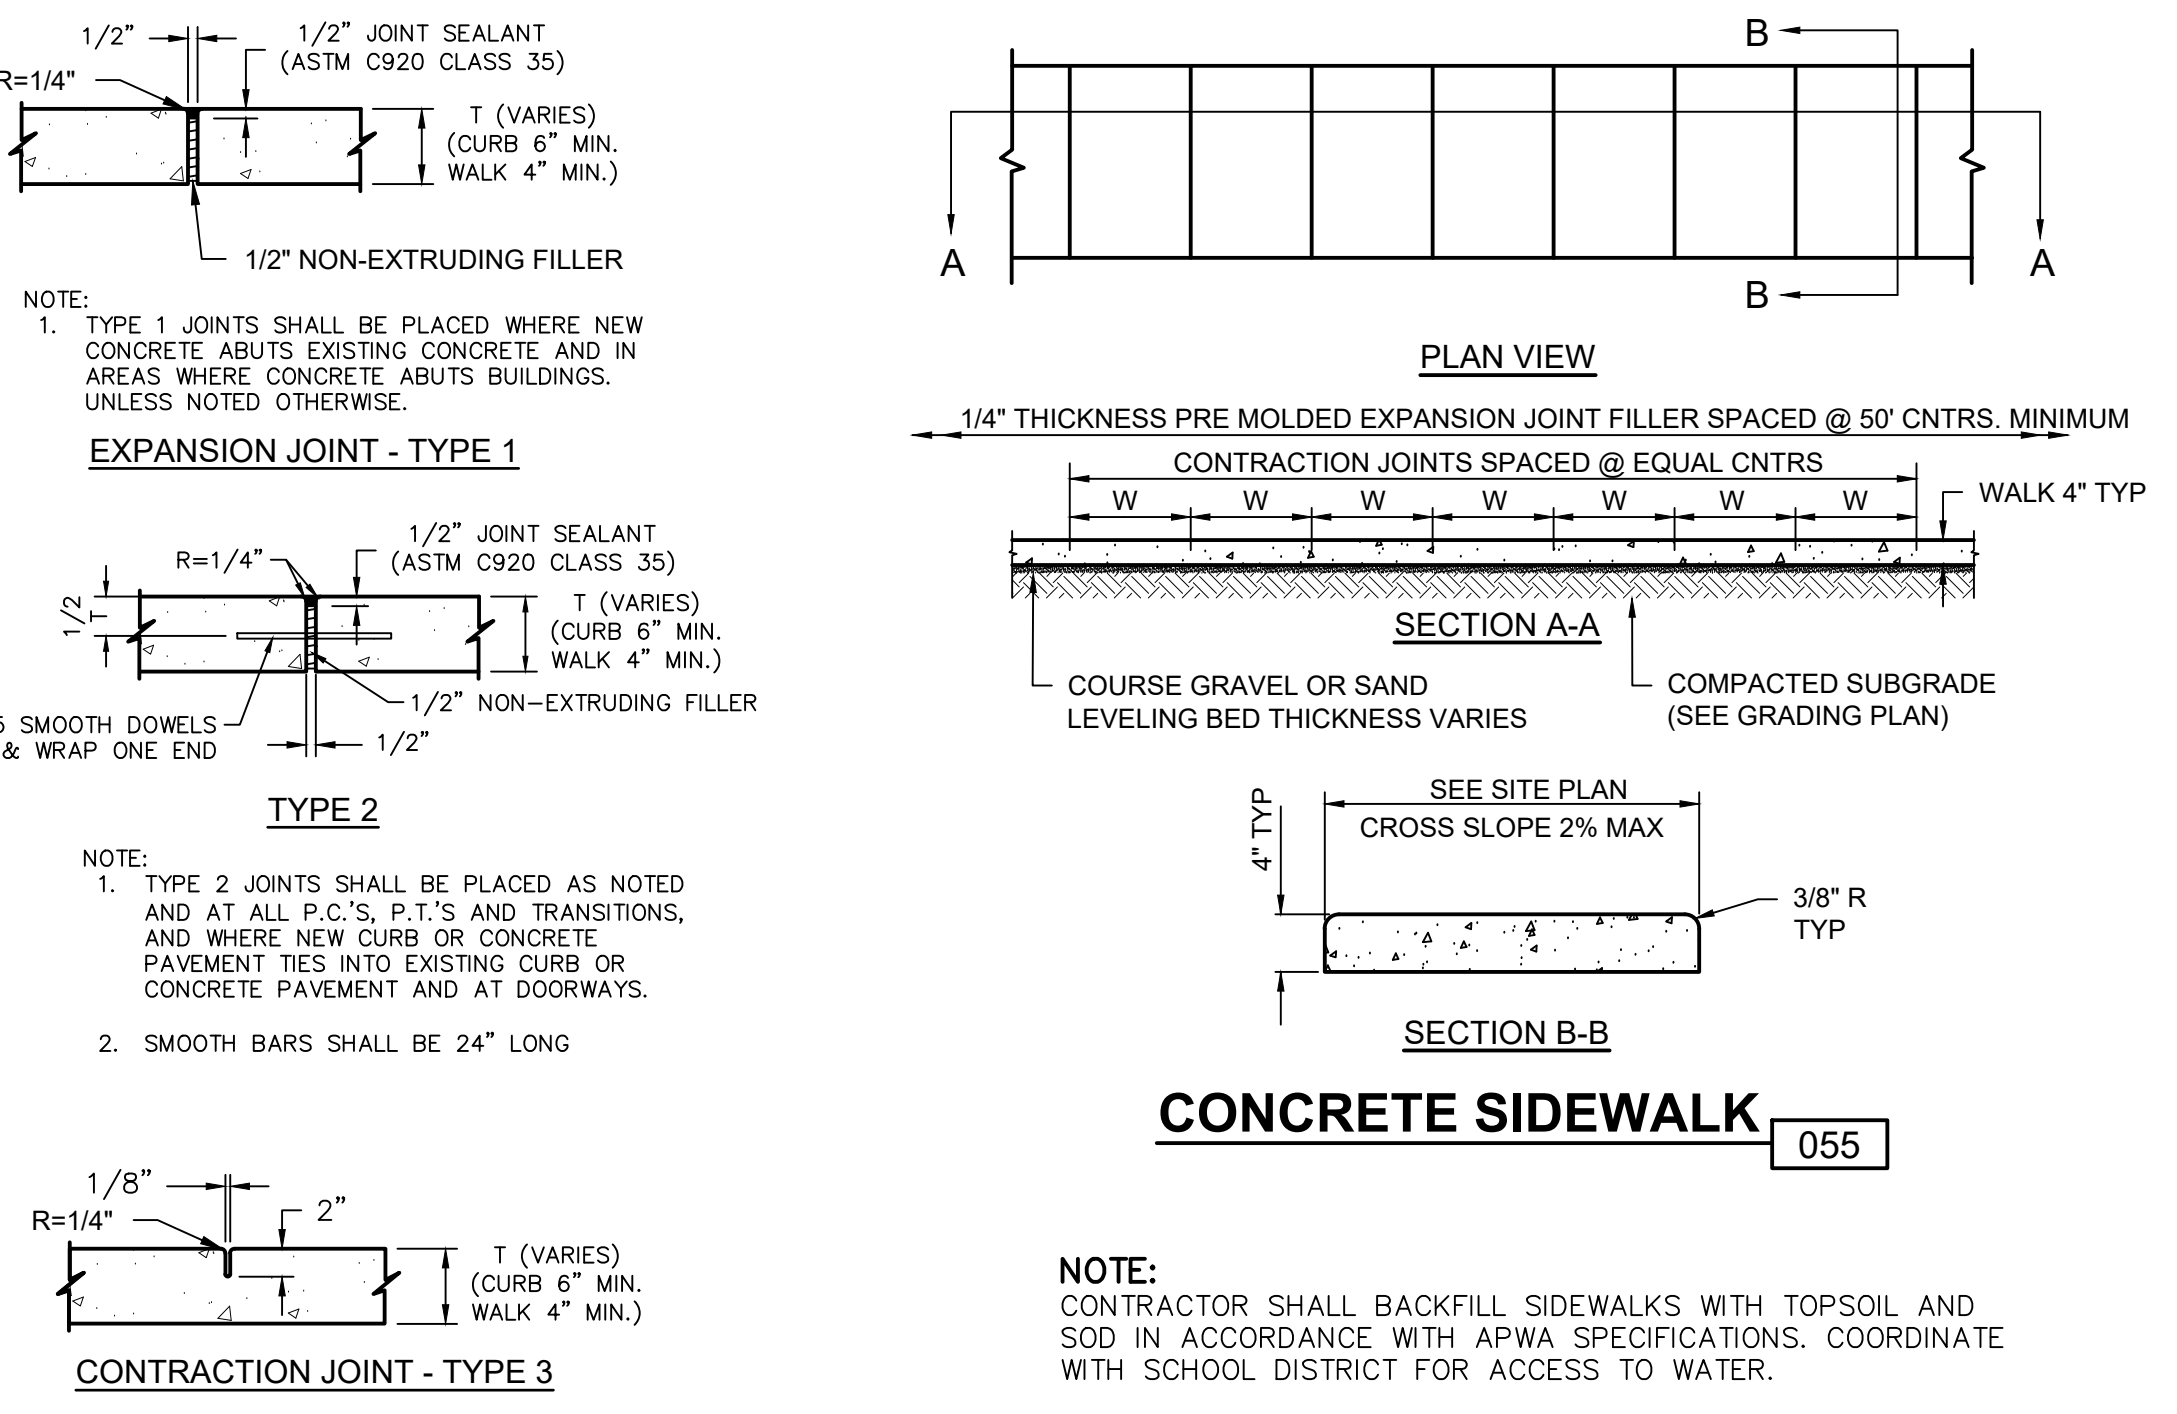 1/2"
1/2" JOINT SEALANT
(ASTM C920 CLASS 35)
R=1/4"
T (VARIES)
(CURB 6" MIN.
WALK 4" MIN.)
1/2" NON-EXTRUDING FILLER
NOTE:
1. TYPE 1 JOINTS SHALL BE PLACED WHERE NEW
CONCRETE ABUTS EXISTING CONCRETE AND IN
AREAS WHERE CONCRETE ABUTS BUILDINGS.
UNLESS NOTED OTHERWISE.
EXPANSION JOINT - TYPE 1
1/2" JOINT SEALANT
(ASTM C920 CLASS 35)
R=1/4"
1/2
T
T (VARIES)
(CURB 6" MIN.
WALK 4" MIN.)
1/2" NON-EXTRUDING FILLER
SMOOTH DOWELS
& WRAP ONE END
1/2"
TYPE 2
NOTE:
1. TYPE 2 JOINTS SHALL BE PLACED AS NOTED
AND AT ALL P.C.'S, P.T.'S AND TRANSITIONS,
AND WHERE NEW CURB OR CONCRETE
PAVEMENT TIES INTO EXISTING CURB OR
CONCRETE PAVEMENT AND AT DOORWAYS.
2. SMOOTH BARS SHALL BE 24" LONG
1/8"
R=1/4"
2"
T (VARIES)
(CURB 6" MIN.
WALK 4" MIN.)
CONTRACTION JOINT - TYPE 3
B
A
A
B
PLAN VIEW
1/4" THICKNESS PRE MOLDED EXPANSION JOINT FILLER SPACED @ 50' CNTRS. MINIMUM
CONTRACTION JOINTS SPACED @ EQUAL CNTRS
W W W W W W W
WALK 4" TYP
SECTION A-A
COURSE GRAVEL OR SAND
LEVELING BED THICKNESS VARIES
COMPACTED SUBGRADE
(SEE GRADING PLAN)
SEE SITE PLAN
CROSS SLOPE 2% MAX
4" TYP
3/8" R
TYP
SECTION B-B
CONCRETE SIDEWALK
055
NOTE:
CONTRACTOR SHALL BACKFILL SIDEWALKS WITH TOPSOIL AND
SOD IN ACCORDANCE WITH APWA SPECIFICATIONS. COORDINATE
WITH SCHOOL DISTRICT FOR ACCESS TO WATER.